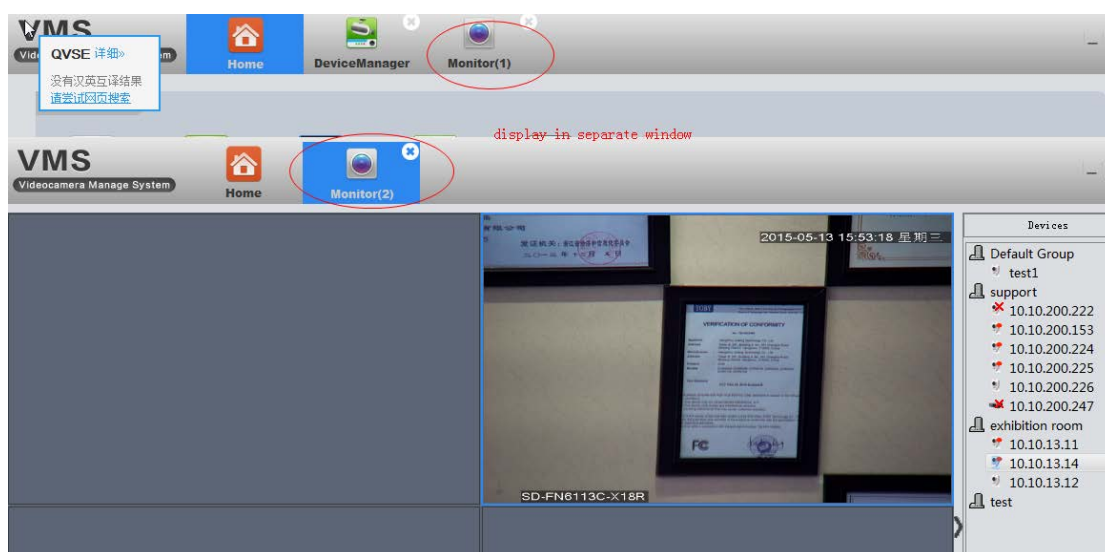 VMS
QVSE 详细»
没有汉英互译结果
请尝试网页搜索
Home
DeviceManager
Monitor(1)
display in separate window
VMS
Videocamera Manage System
Home
Monitor(2)
2015-05-13 15:53:18 星期三
VERIFICATION OF CONFORMITY
FC
SD-FN6113C-X18R
Devices
Default Group
test1
support
10.10.200.222
10.10.200.153
10.10.200.224
10.10.200.225
10.10.200.226
10.10.200.247
exhibition room
10.10.13.11
10.10.13.14
10.10.13.12
test